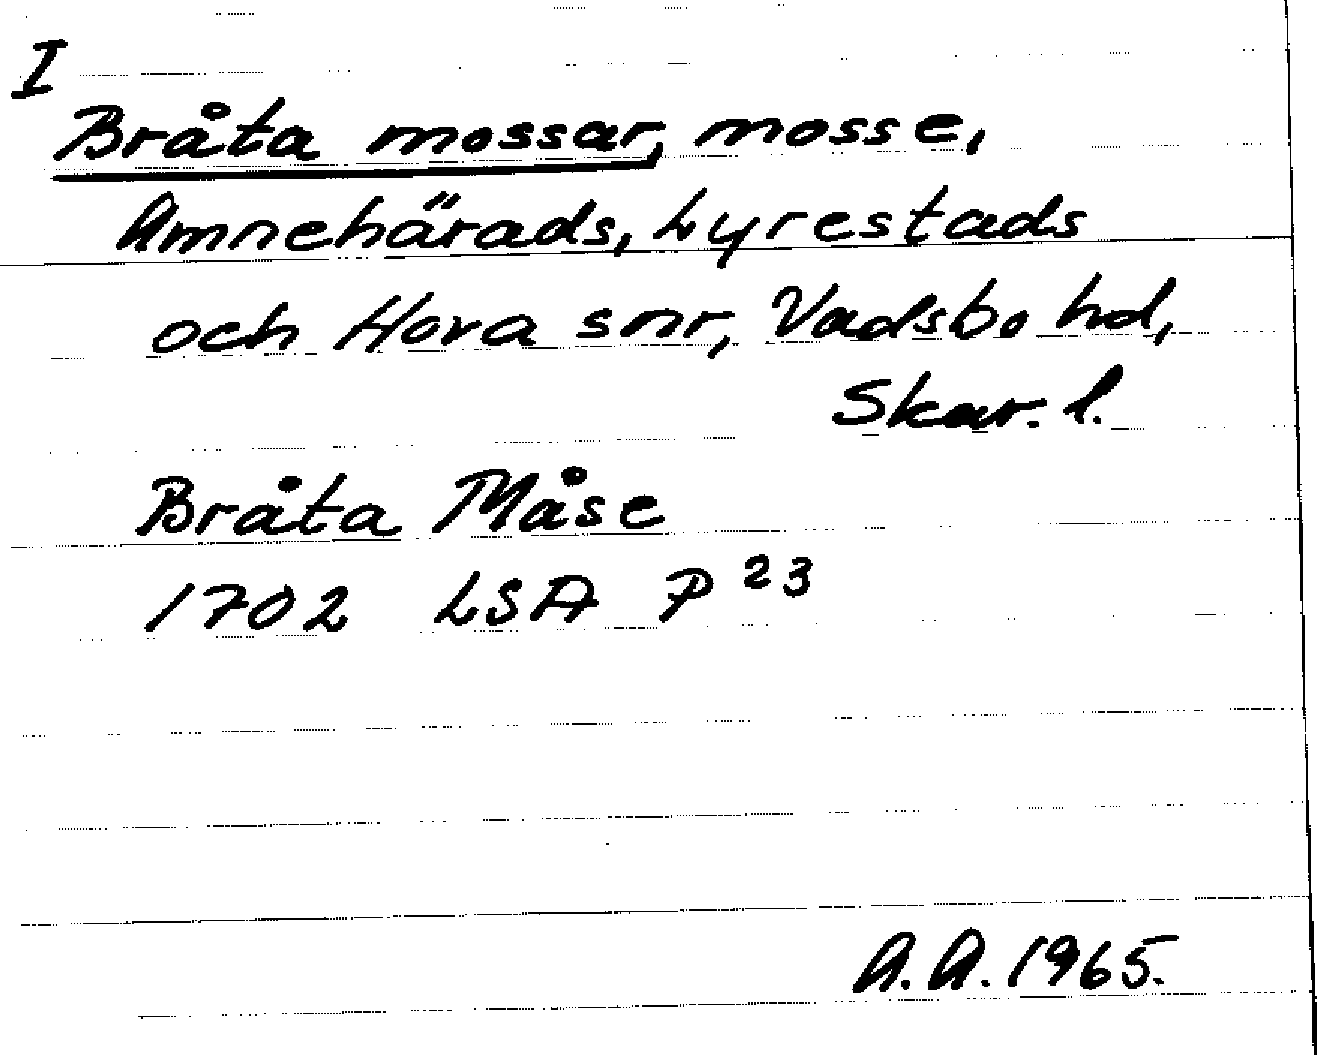 I
Bråta mossar, mosse,
Amnehärads, Lyrestads
och Hova snr, Vadsbo hd,
Skar. l.
Bråta Måse
1702 LSA P 23
A.A. 1965.